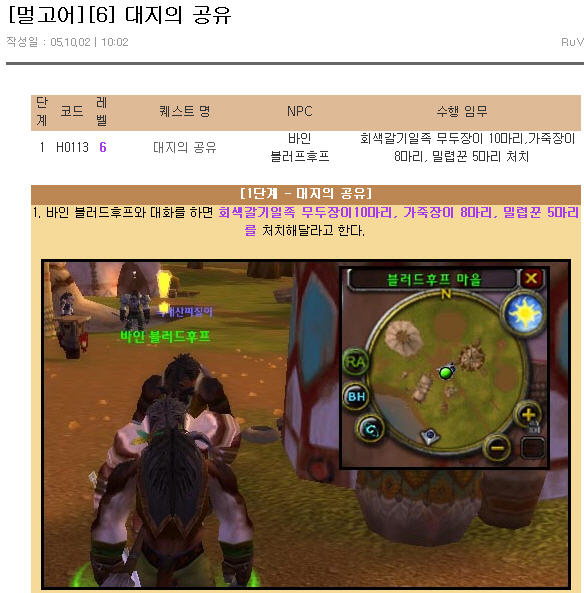 [멀고어][6] 대지의 공유
작성일 : 05,10,02 | 10:02
RuV
단계 코드 레벨 퀘스트 명 NPC 수행 임무
1 H0113 6 대지의 공유 바인 블러프후프 회색갈기일족 무두장이 10마리,가죽장이 8마리, 밀렵꾼 5마리 처치
[1단계 - 대지의 공유]
1. 바인 블러드후프와 대화를 하면 회색갈기일족 무두장이10마리, 가죽장이 8마리, 밀렵꾼 5마리
를 처치해달라고 한다.
바인 블러드후프
블러드후프 마을
N
RA
BH